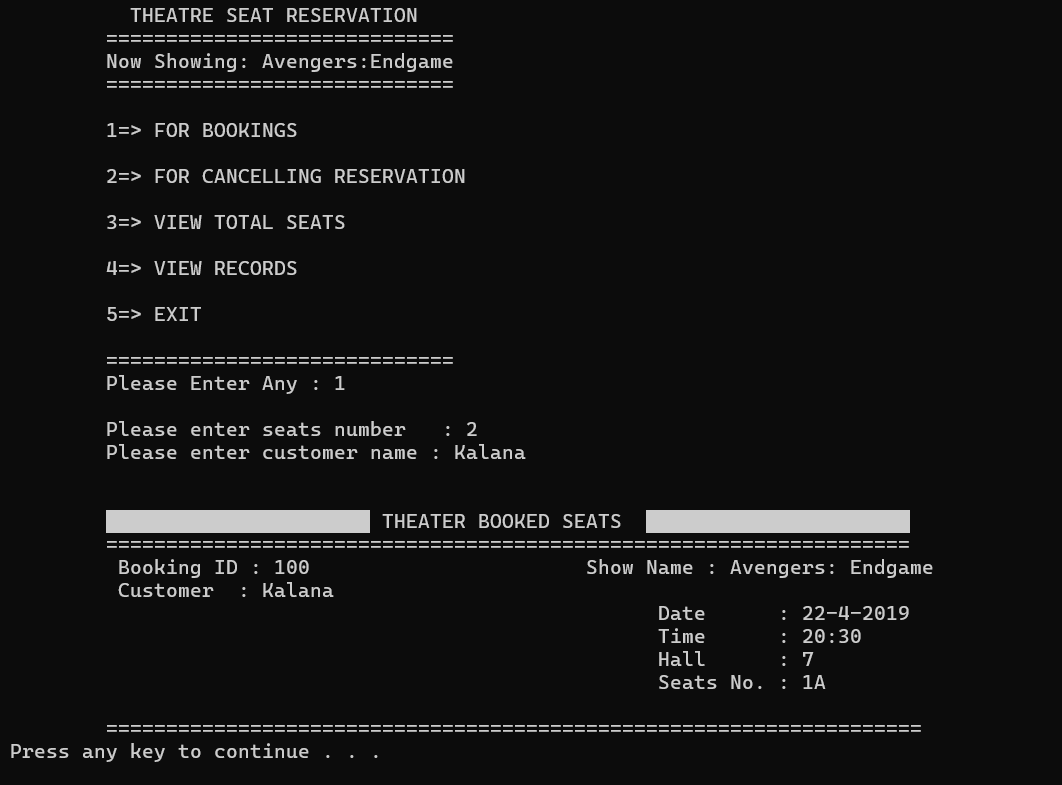 THEATRE SEAT RESERVATION
=============================
Now Showing: Avengers:Endgame
=============================
1=> FOR BOOKINGS
2=> FOR CANCELLING RESERVATION
3=> VIEW TOTAL SEATS
4=> VIEW RECORDS
5=> EXIT
=============================
Please Enter Any : 1
Please enter seats number   : 2
Please enter customer name : Kalana
THEATER BOOKED SEATS
===================================================================
Booking ID : 100                       Show Name : Avengers: Endgame
Customer  : Kalana
Date      : 22-4-2019
Time      : 20:30
Hall      : 7
Seats No. : 1A
====================================================================
Press any key to continue . . .